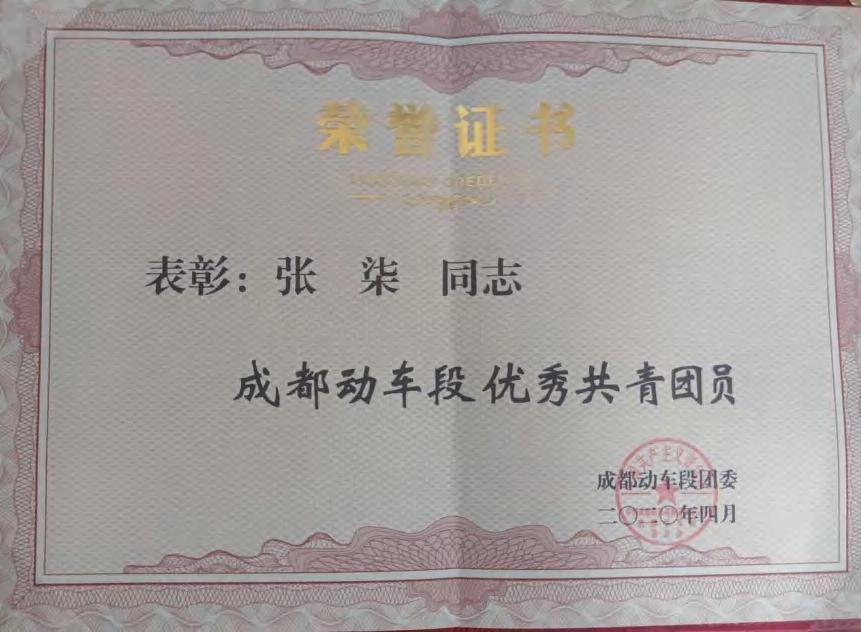 荣誉证书
表彰：张 柒 同志
成都动车段优秀共青团员
成都动车段团委
二〇二〇年四月